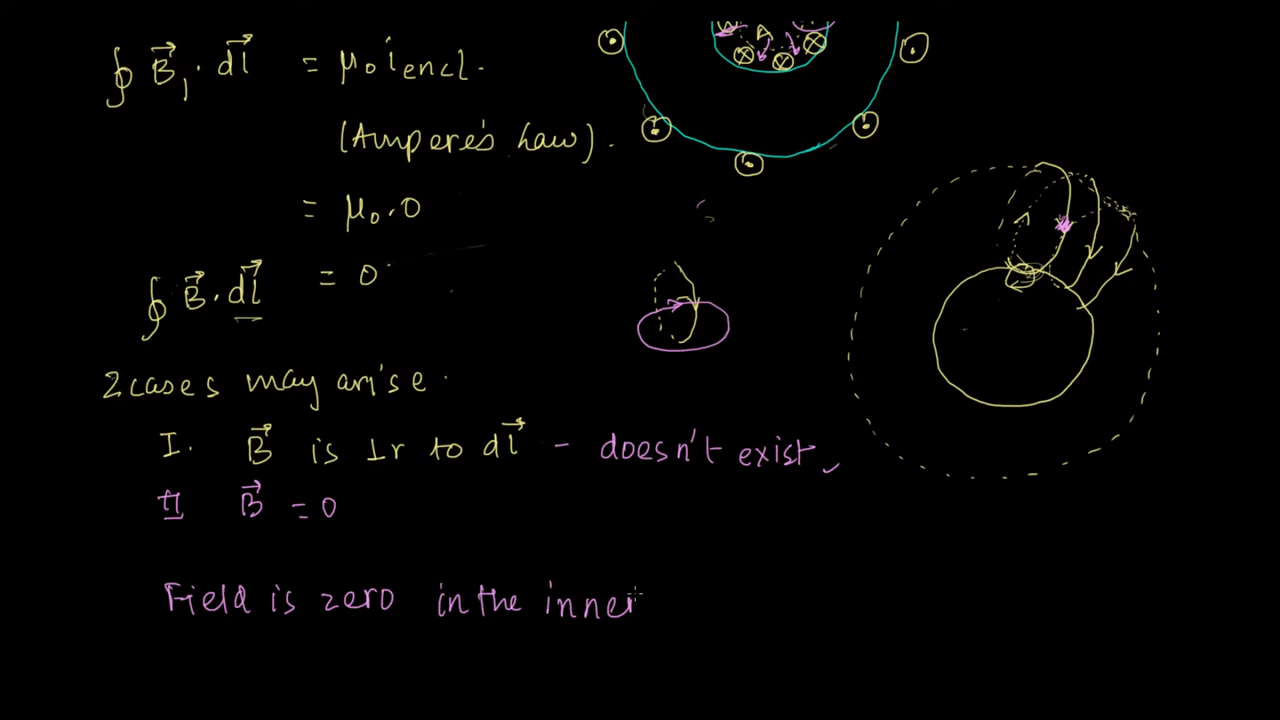 ∮ B⃗₁ · dl⃗ = μ₀ i encl.
(Ampere's Law).
= μ₀ · 0
∮ B⃗ · dl⃗ = 0
2 cases may arise.
I. B⃗ is ⊥r to dl⃗ - doesn't exist
II B⃗ = 0
Field is zero in the inner